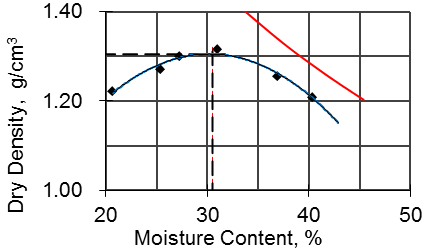 1.40
1.20
1.00
20 30 40 50
Moisture Content, %
Dry Density, g/cm³